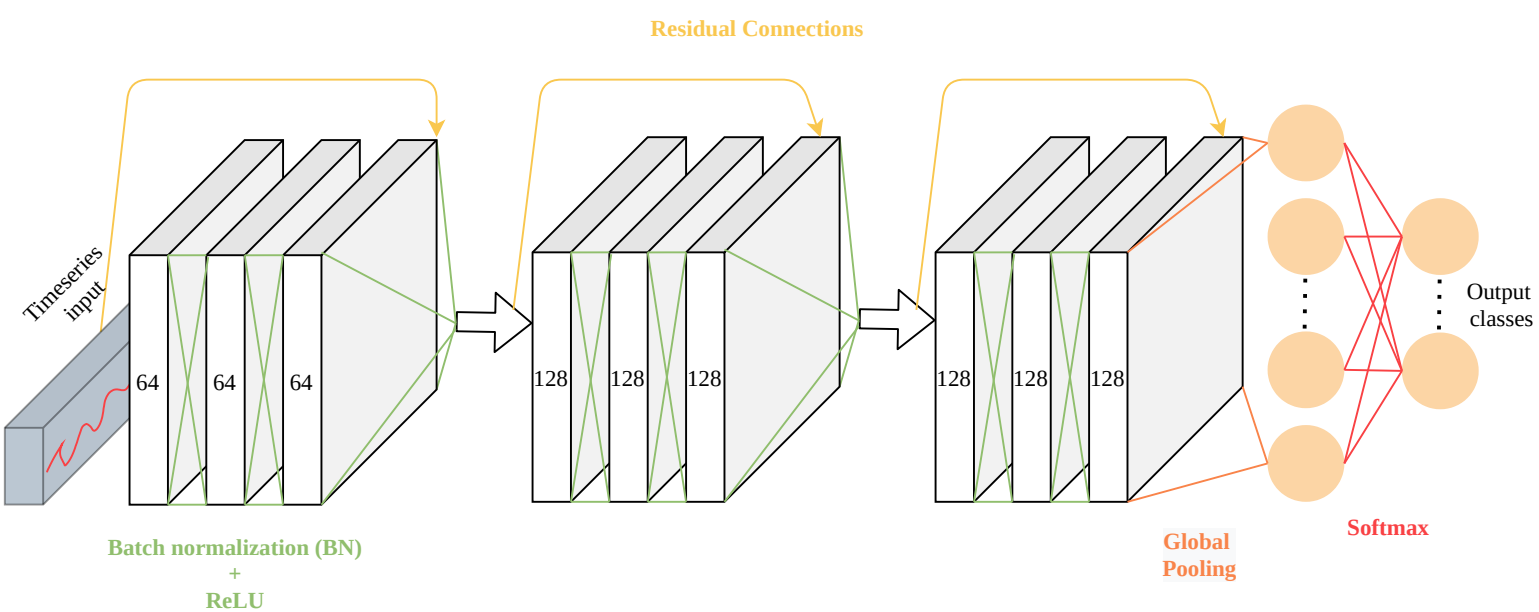 Residual Connections
Timeseries
input
64
64
64
128
128
128
128
128
128
Output
classes
Batch normalization (BN)
+
ReLU
Global
Pooling
Softmax